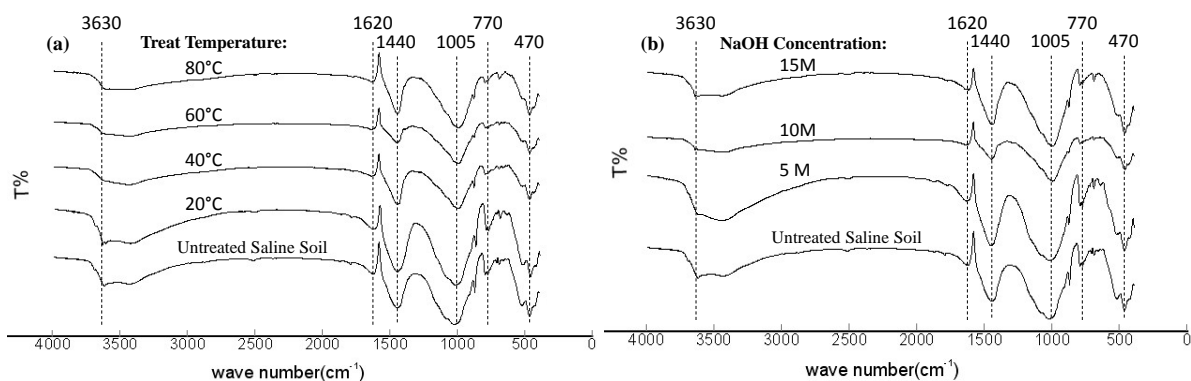 3630 1620 770
(a) Treat Temperature: 1440 1005 470
80°C
60°C
40°C
20°C
Untreated Saline Soil
T%
4000 3500 3000 2500 2000 1500 1000 500 0
wave number(cm-1)
3630 1620 770
(b) NaOH Concentration: 1440 1005 470
15M
10M
5 M
Untreated Saline Soil
T%
4000 3500 3000 2500 2000 1500 1000 500 0
wave number(cm-1)